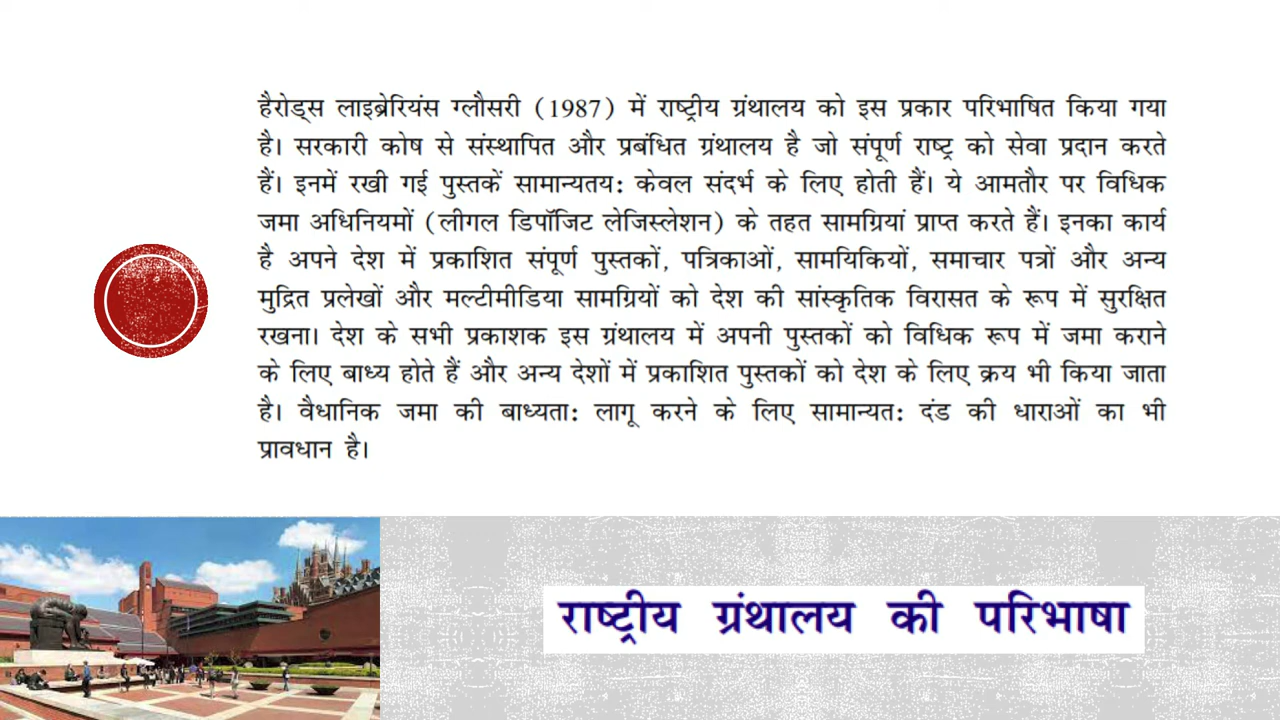 हैरोड्स लाइब्रेरियंस ग्लौसरी (1987) में राष्ट्रीय ग्रंथालय को इस प्रकार परिभाषित किया गया
है। सरकारी कोष से संस्थापित और प्रबंधित ग्रंथालय है जो संपूर्ण राष्ट्र को सेवा प्रदान करते
हैं। इनमें रखी गई पुस्तकें सामान्यतय: केवल संदर्भ के लिए होती हैं। ये आमतौर पर विधिक
जमा अधिनियमों (लीगल डिपॉजिट लेजिस्लेशन) के तहत सामग्रियां प्राप्त करते हैं। इनका कार्य
है अपने देश में प्रकाशित संपूर्ण पुस्तकों, पत्रिकाओं, सामयिकियों, समाचार पत्रों और अन्य
मुद्रित प्रलेखों और मल्टीमीडिया सामग्रियों को देश की सांस्कृतिक विरासत के रूप में सुरक्षित
रखना। देश के सभी प्रकाशक इस ग्रंथालय में अपनी पुस्तकों को विधिक रूप में जमा कराने
के लिए बाध्य होते हैं और अन्य देशों में प्रकाशित पुस्तकों को देश के लिए क्रय भी किया जाता
है। वैधानिक जमा की बाध्यता: लागू करने के लिए सामान्यत: दंड की धाराओं का भी
प्रावधान है।
राष्ट्रीय ग्रंथालय की परिभाषा